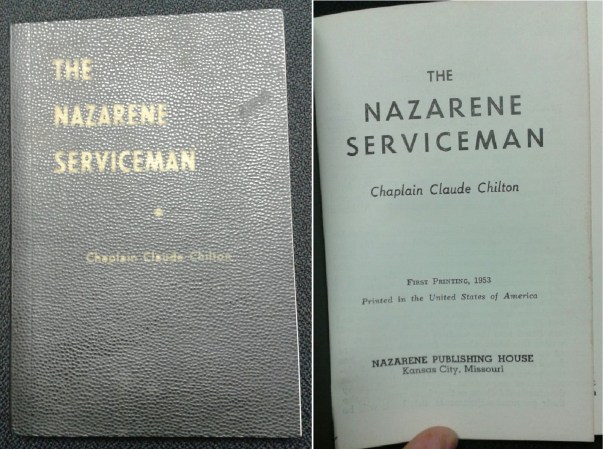 THE
NAZARENE
SERVICEMAN
Chaplain Claude Chilton
THE
NAZARENE
SERVICEMAN
Chaplain Claude Chilton
First Printing, 1953
Printed in the United States of America
NAZARENE PUBLISHING HOUSE
Kansas City, Missouri